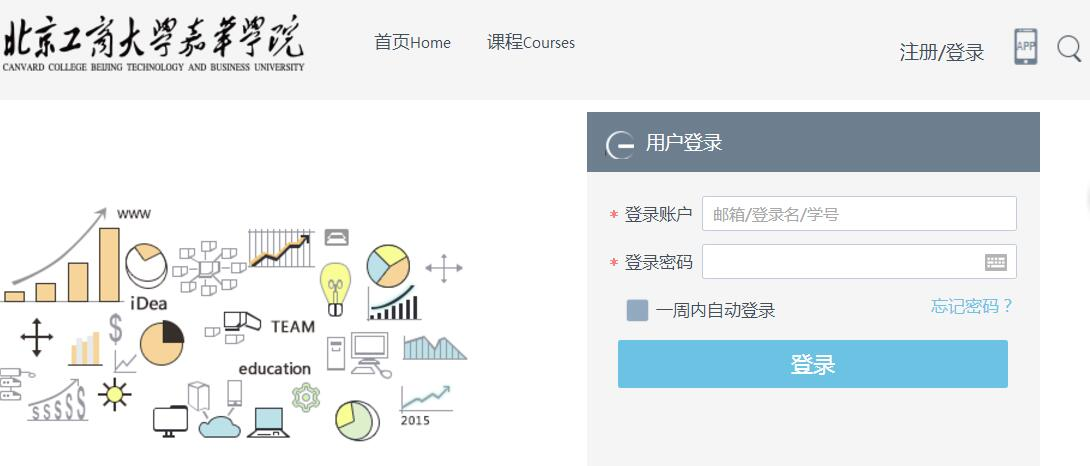 北京工商大學嘉華學院
CANVARD COLLEGE BEIJING TECHNOLOGY AND BUSINESS UNIVERSITY
首页Home
课程Courses
注册/登录
APP
用户登录
* 登录账户
邮箱/登录名/学号
* 登录密码
一周内自动登录
忘记密码？
登录
www
iDea
TEAM
education
$
$$$$$
2015